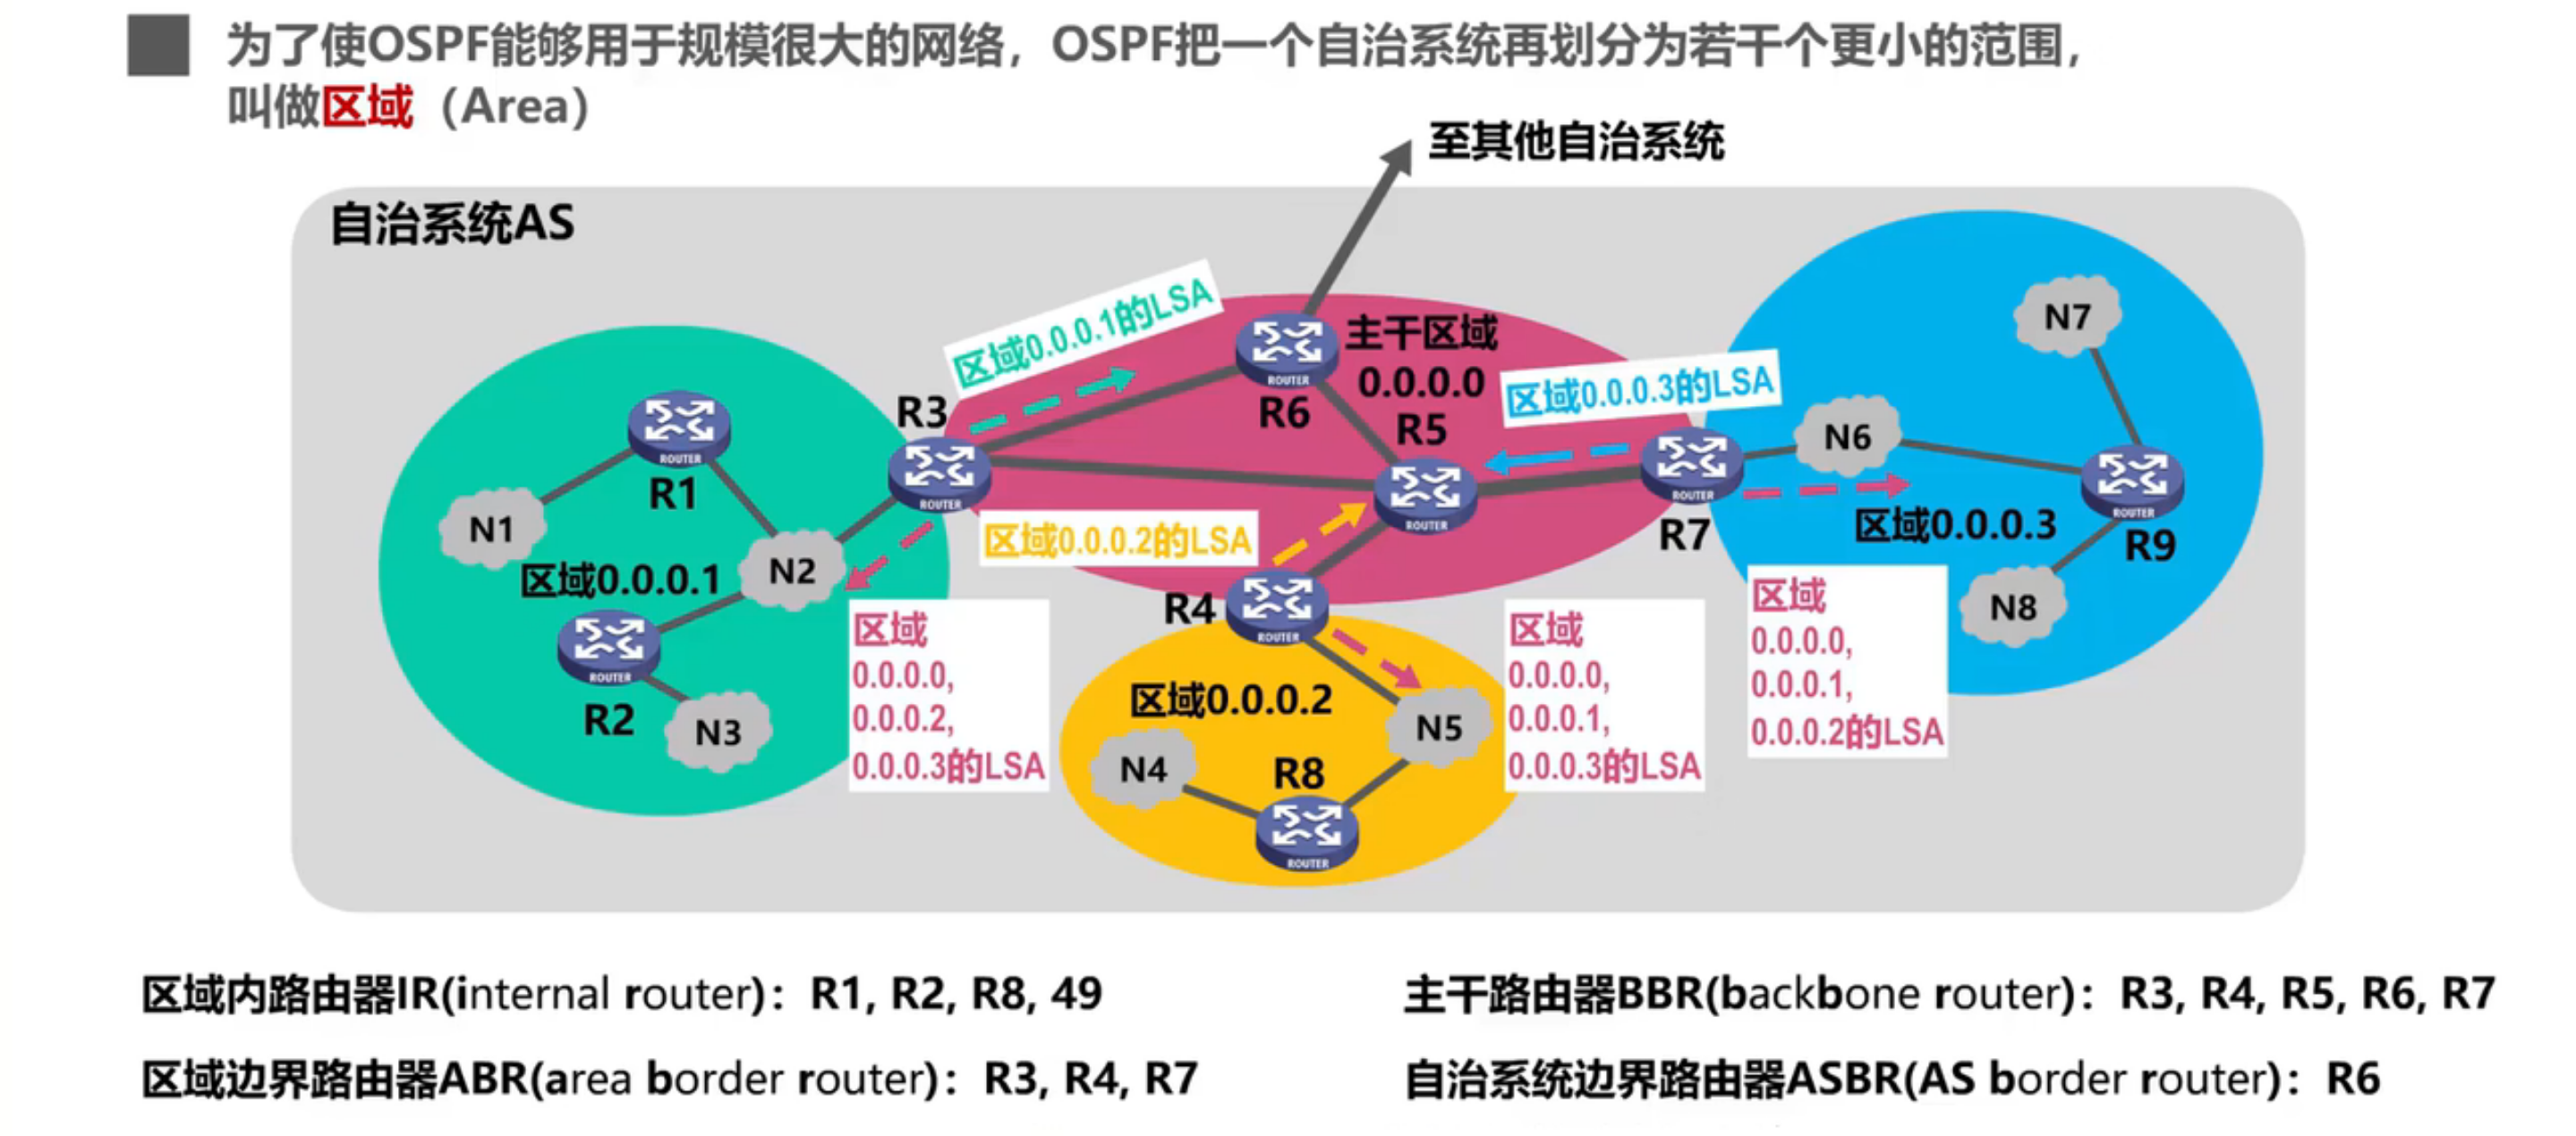 为了使OSPF能够用于规模很大的网络，OSPF把一个自治系统再划分为若干个更小的范围，
叫做区域（Area）
至其他自治系统
自治系统AS
区域0.0.0.1的LSA
主干区域
0.0.0.0
区域0.0.0.3的LSA
N7
ROUTER
R6
R3
R5
N6
ROUTER
R1
N1
ROUTER
ROUTER
ROUTER
R7
ROUTER
R9
区域0.0.0.3
区域0.0.0.2的LSA
N2
区域0.0.0.1
R4
ROUTER
N8
ROUTER
R2
N3
区域
0.0.0.0,
0.0.0.2,
0.0.0.3的LSA
区域0.0.0.2
N5
N4
R8
ROUTER
区域
0.0.0.0,
0.0.0.1,
0.0.0.3的LSA
区域
0.0.0.0,
0.0.0.1,
0.0.0.2的LSA
区域内路由器IR(internal router)：R1, R2, R8, 49
主干路由器BBR(backbone router)：R3, R4, R5, R6, R7
区域边界路由器ABR(area border router)：R3, R4, R7
自治系统边界路由器ASBR(AS border router)：R6